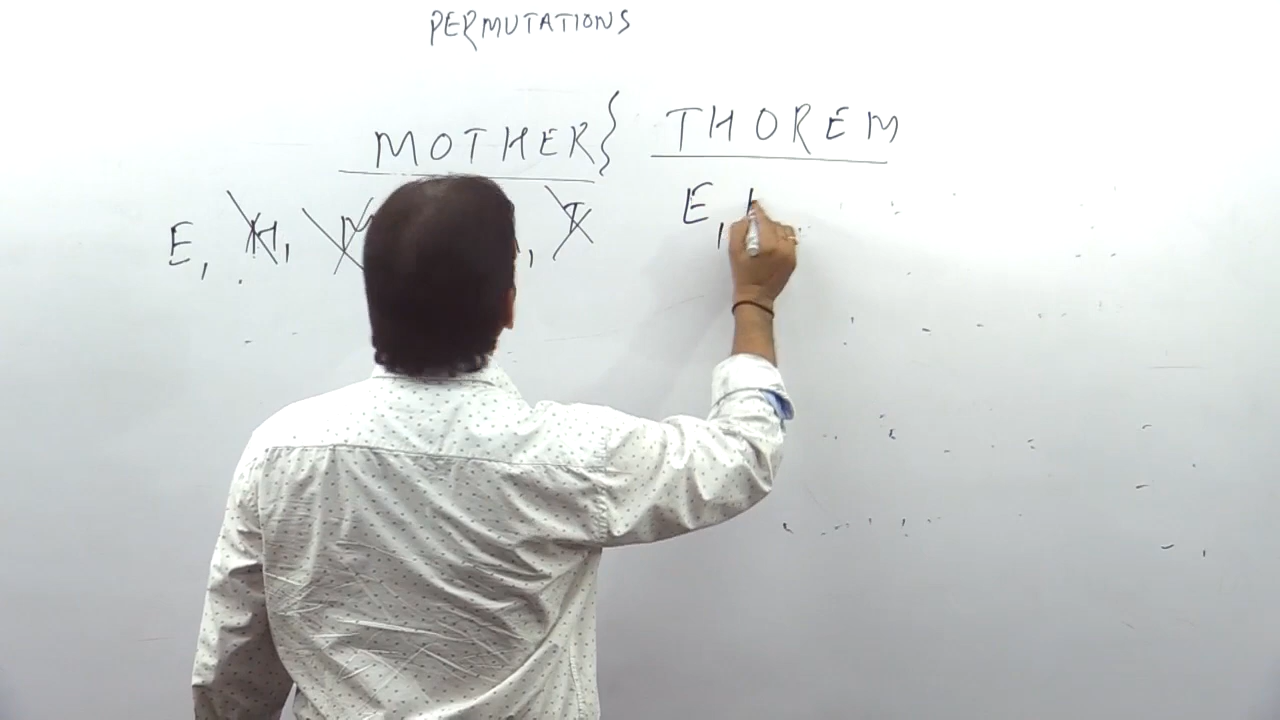 PERMUTATIONS
MOTHER} THOREM
E, H, M , T E,